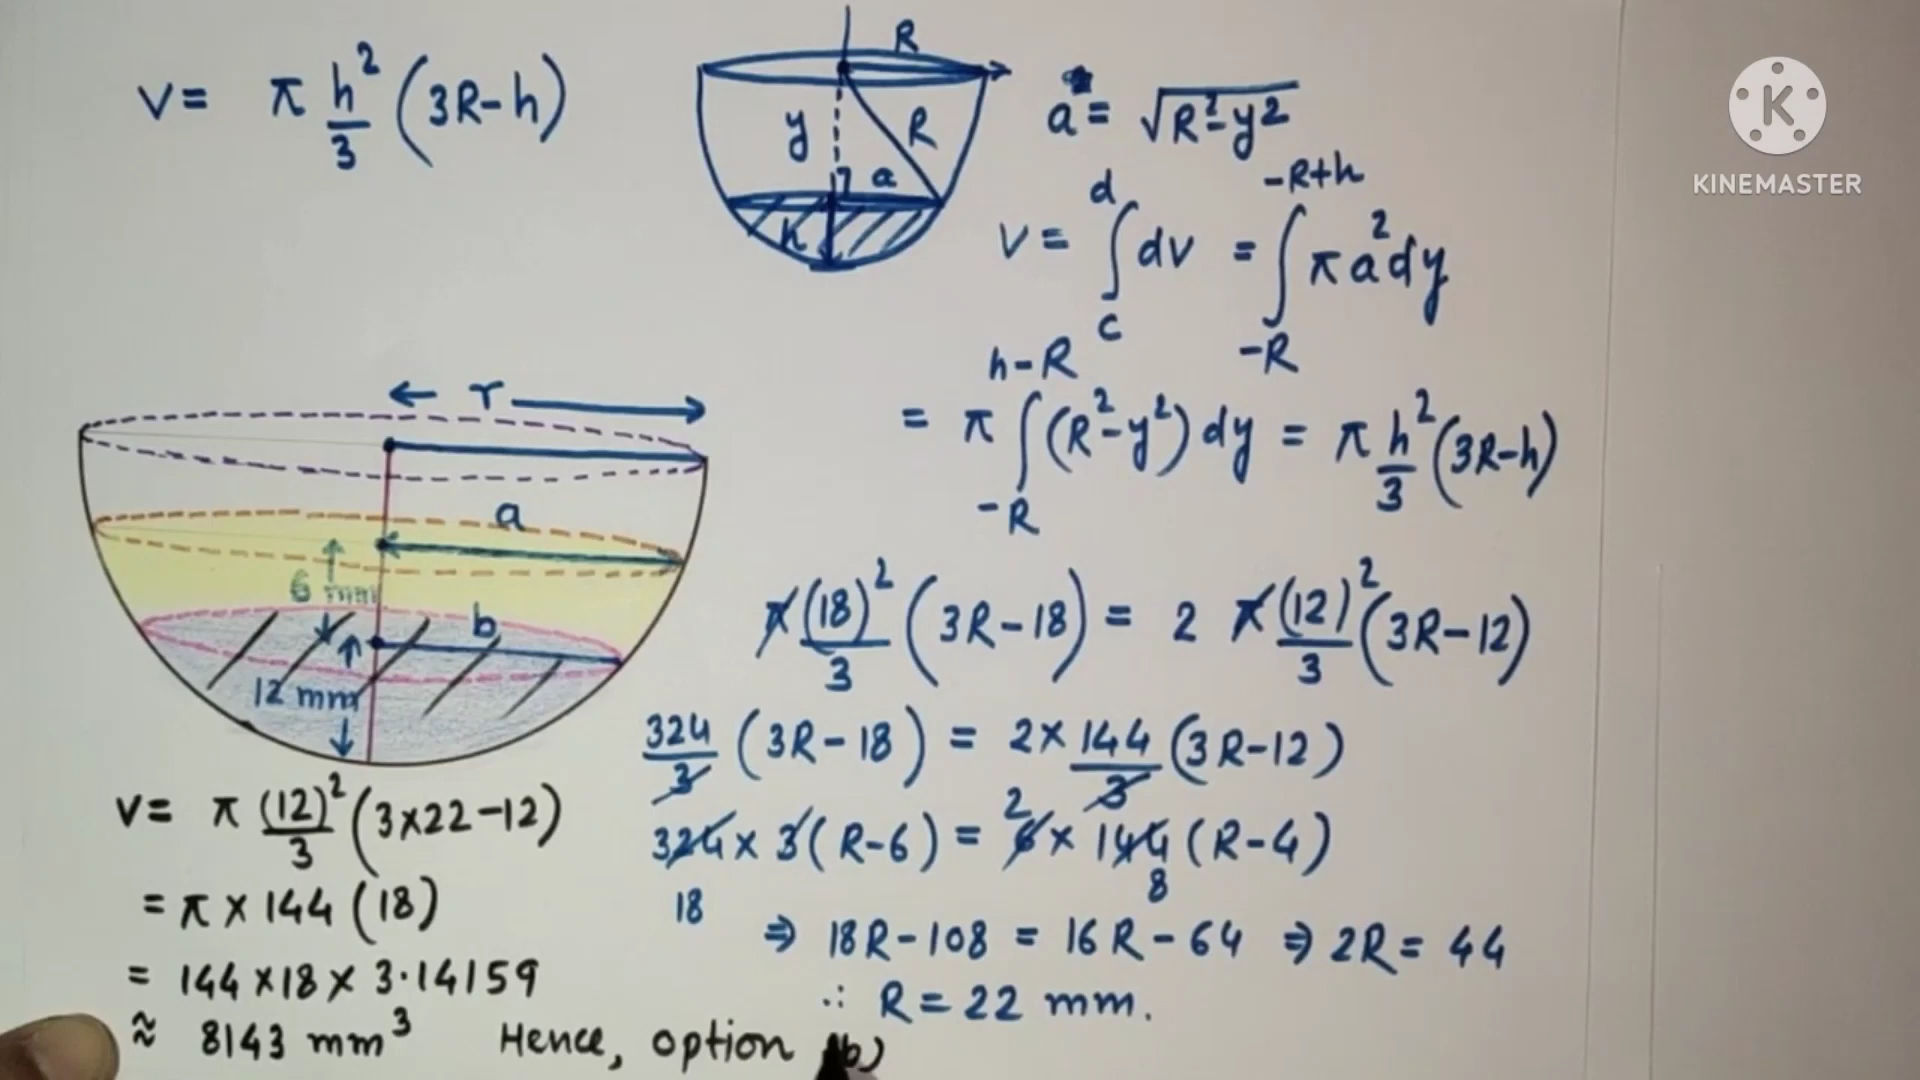 V = π h²/3 (3R-h)
R
y
R
a
h
a = √R²-y²
V = ∫_c^d dv = ∫_{-R}^{-R+h} πa²dy
= π ∫_{-R}^{h-R} (R²-y²) dy = π h²/3 (3R-h)
r
a
6 mm
b
12 mm
π (18)²/3 (3R-18) = 2 π (12)²/3 (3R-12)
324/3 (3R-18) = 2 × 144/3 (3R-12)
324 × 3 (R-6) = 6 × 144 (R-4)
2
18
8
⇒ 18R-108 = 16R-64 ⇒ 2R = 44
∴ R = 22 mm.
V = π (12)²/3 (3×22-12)
= π × 144 (18)
= 144 × 18 × 3.14159
≈ 8143 mm³
Hence, option (b)
K
KINEMASTER